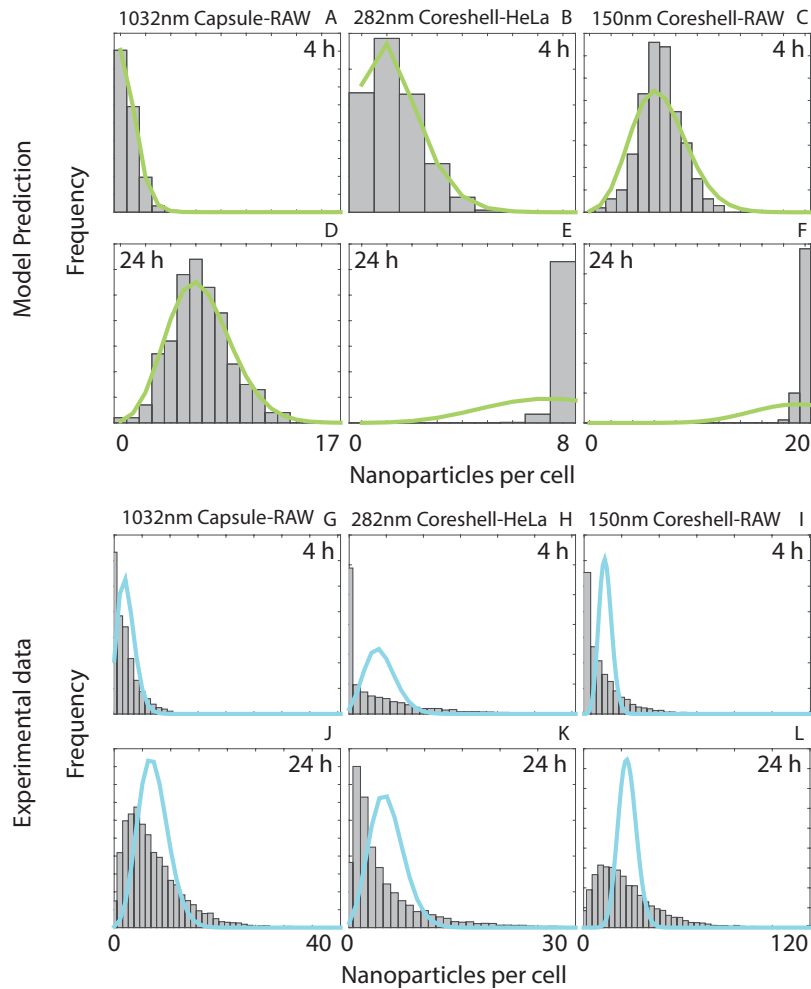 1032nm Capsule-RAW A
282nm Coreshell-HeLa B
150nm Coreshell-RAW C
4 h
4 h
4 h
Model Prediction
Frequency
D
E
F
24 h
24 h
24 h
0 17
0 8
0 20
Nanoparticles per cell
1032nm Capsule-RAW G
282nm Coreshell-HeLa H
150nm Coreshell-RAW I
4 h
4 h
4 h
Experimental data
Frequency
J
K
L
24 h
24 h
24 h
0 40
0 30
0 120
Nanoparticles per cell